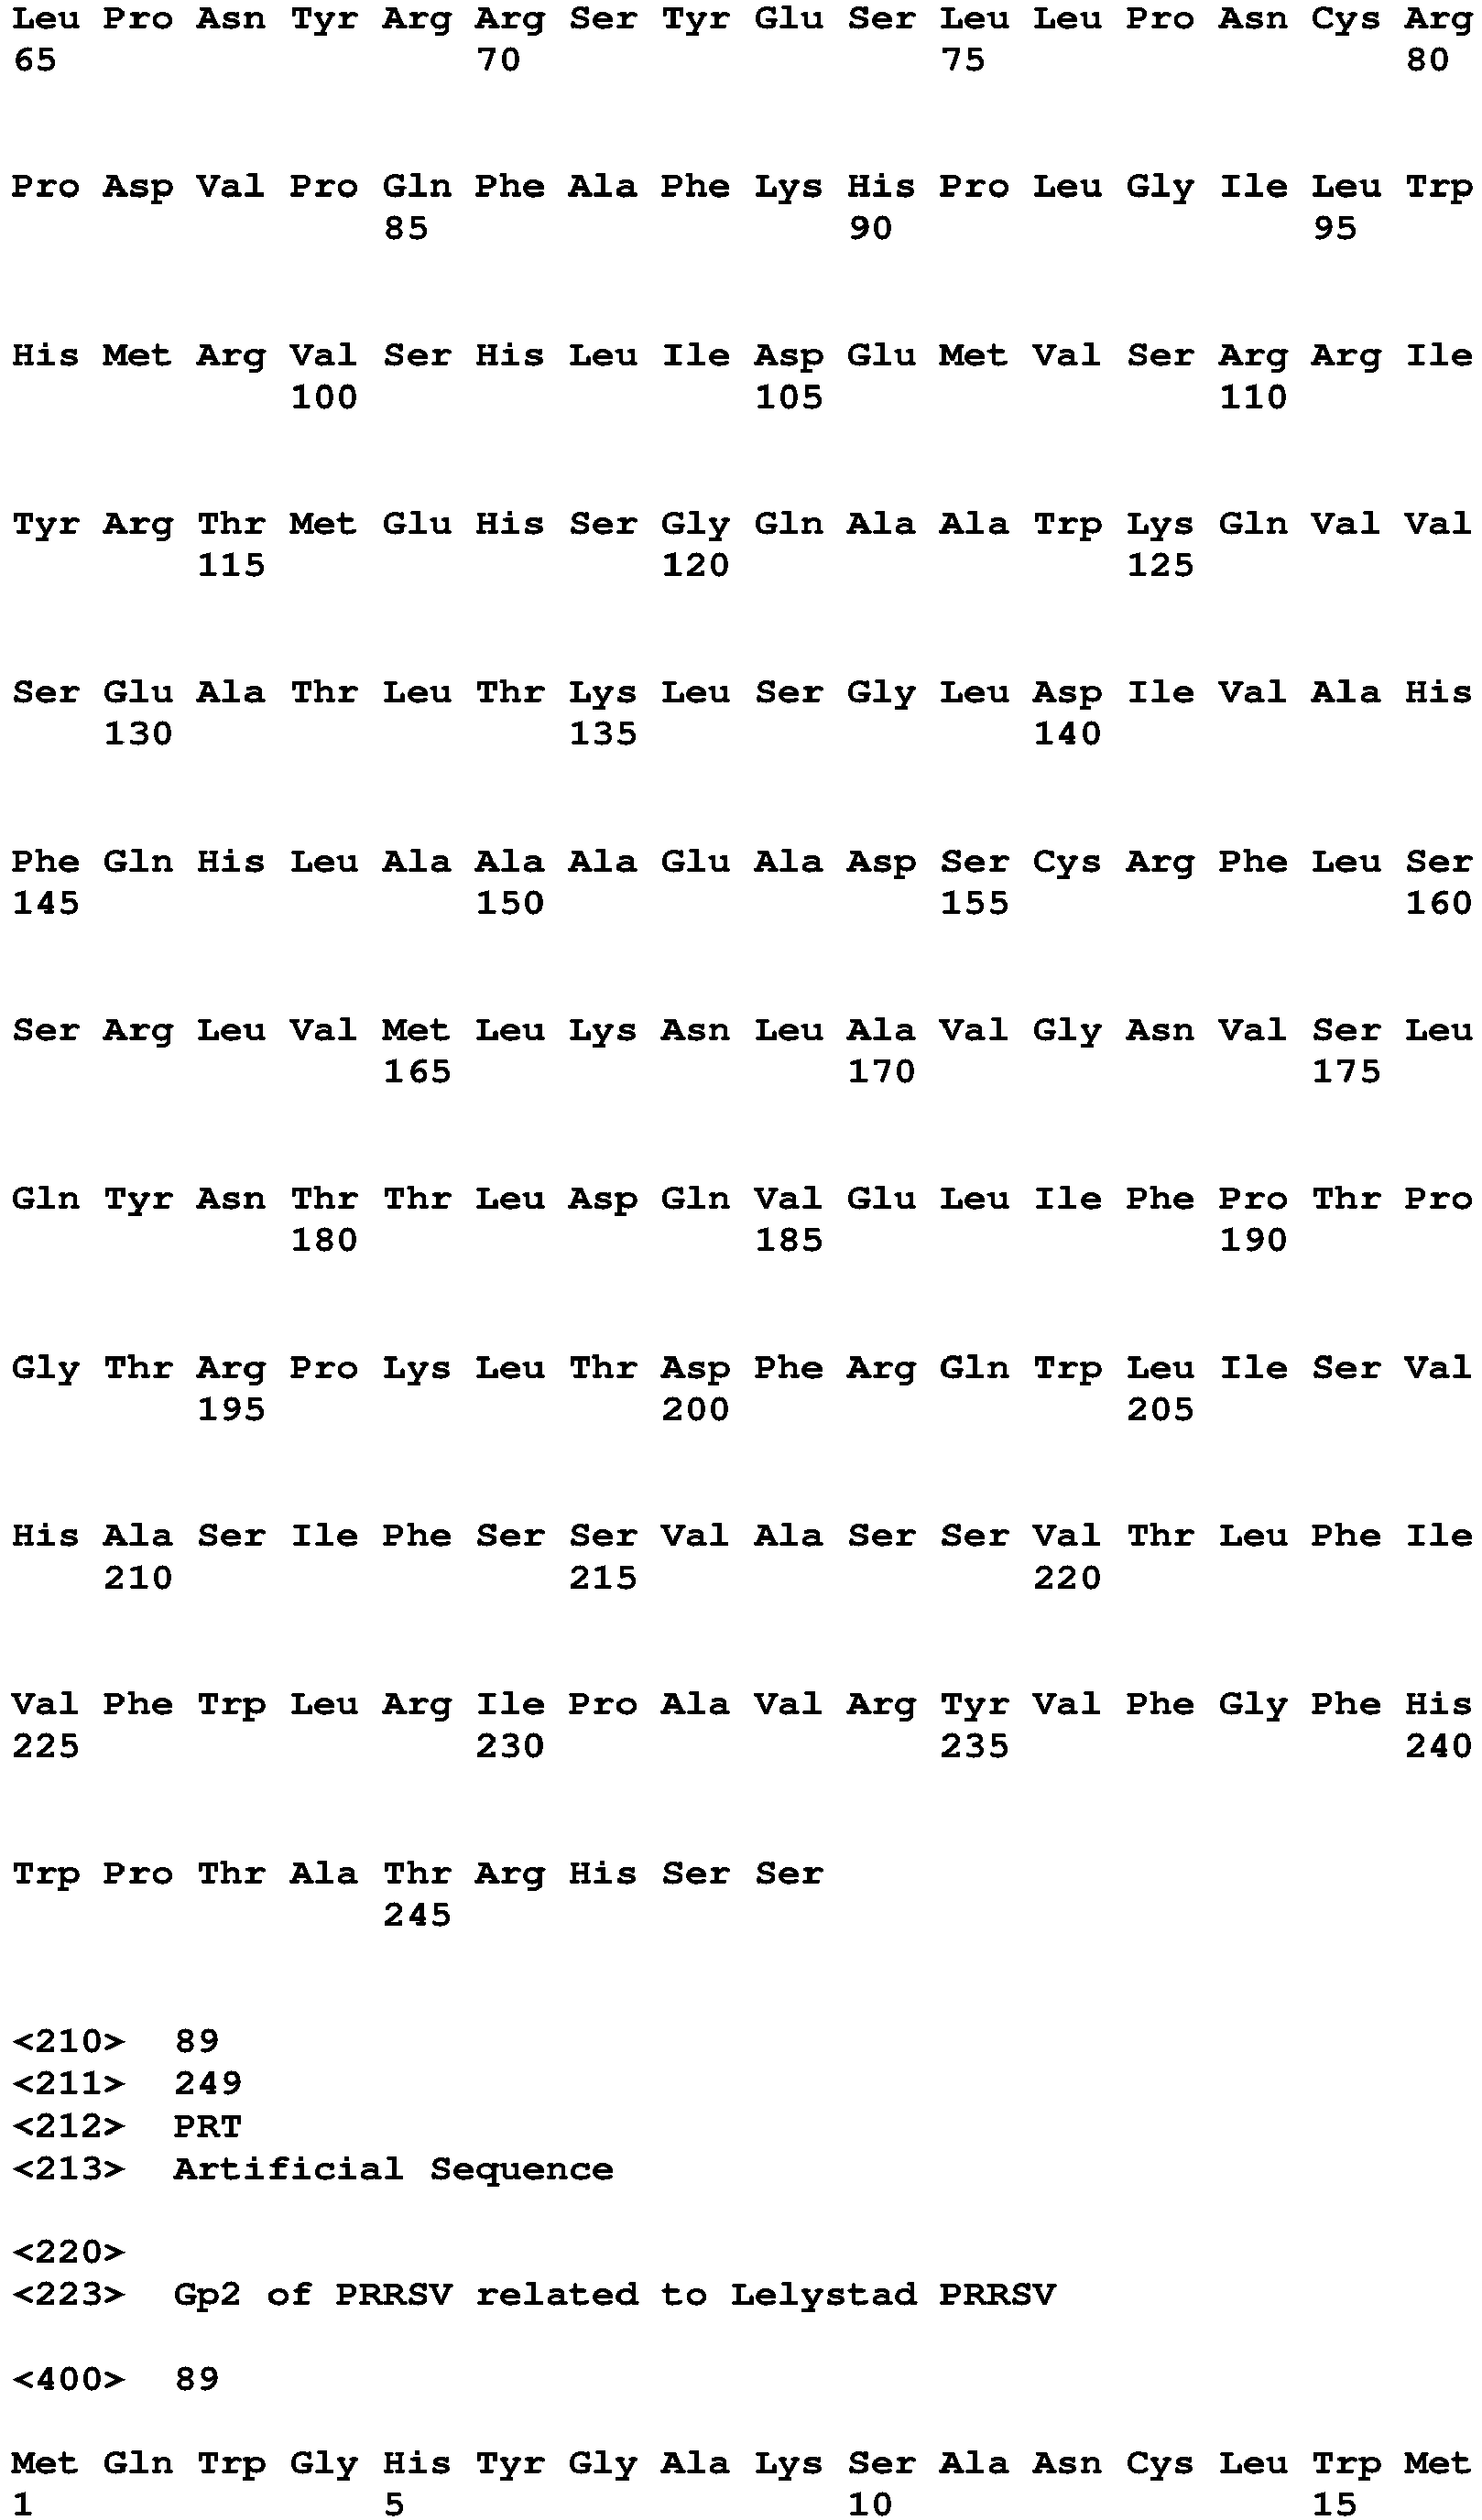 Leu Pro Asn Tyr Arg Arg Ser Tyr Glu Ser Leu Leu Pro Asn Cys Arg
65 70 75 80
Pro Asp Val Pro Gln Phe Ala Phe Lys His Pro Leu Gly Ile Leu Trp
85 90 95
His Met Arg Val Ser His Leu Ile Asp Glu Met Val Ser Arg Arg Ile
100 105 110
Tyr Arg Thr Met Glu His Ser Gly Gln Ala Ala Trp Lys Gln Val Val
115 120 125
Ser Glu Ala Thr Leu Thr Lys Leu Ser Gly Leu Asp Ile Val Ala His
130 135 140
Phe Gln His Leu Ala Ala Ala Glu Ala Asp Ser Cys Arg Phe Leu Ser
145 150 155 160
Ser Arg Leu Val Met Leu Lys Asn Leu Ala Val Gly Asn Val Ser Leu
165 170 175
Gln Tyr Asn Thr Thr Leu Asp Gln Val Glu Leu Ile Phe Pro Thr Pro
180 185 190
Gly Thr Arg Pro Lys Leu Thr Asp Phe Arg Gln Trp Leu Ile Ser Val
195 200 205
His Ala Ser Ile Phe Ser Ser Val Ala Ser Ser Val Thr Leu Phe Ile
210 215 220
Val Phe Trp Leu Arg Ile Pro Ala Val Arg Tyr Val Phe Gly Phe His
225 230 235 240
Trp Pro Thr Ala Thr Arg His Ser Ser
245
<210> 89
<211> 249
<212> PRT
<213> Artificial Sequence
<220>
<223> Gp2 of PRRSV related to Lelystad PRRSV
<400> 89
Met Gln Trp Gly His Tyr Gly Ala Lys Ser Ala Asn Cys Leu Trp Met
1 5 10 15